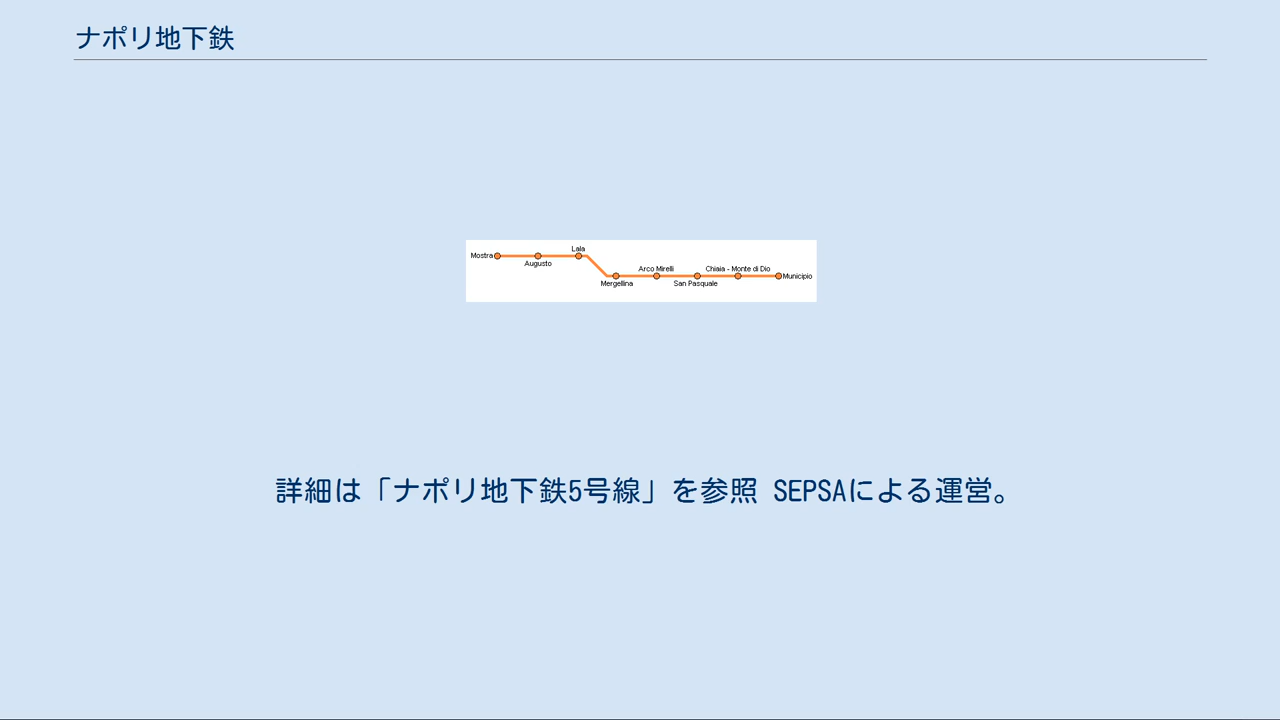 ナポリ地下鉄
Lala
Mostra
Augusto
Arco Mirelli
Chiaia - Monte di Dio
Municipio
Mergellina
San Pasquale
詳細は「ナポリ地下鉄5号線」を参照 SEPSAによる運営。